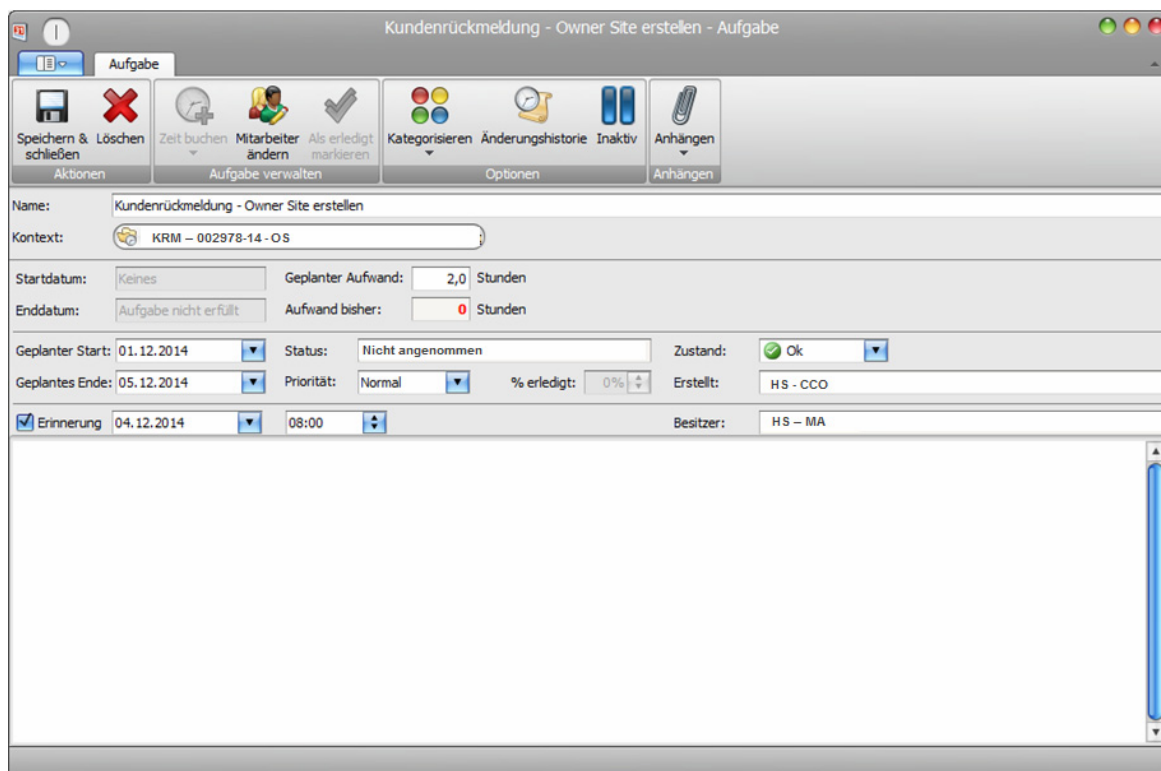 Kundenrückmeldung - Owner Site erstellen - Aufgabe
Aufgabe
Speichern & schließen
Löschen
Zeit buchen
Mitarbeiter ändern
Als erledigt markieren
Kategorisieren
Änderungshistorie
Inaktiv
Anhängen
Aktionen
Aufgabe verwalten
Optionen
Anhängen
Name: Kundenrückmeldung - Owner Site erstellen
Kontext: KRM – 002978-14-OS
Startdatum: Keines Geplanter Aufwand: 2,0 Stunden
Enddatum: Aufgabe nicht erfüllt Aufwand bisher: 0 Stunden
Geplanter Start: 01.12.2014 Status: Nicht angenommen Zustand: Ok
Geplantes Ende: 05.12.2014 Priorität: Normal % erledigt: 0% Erstellt: HS - CCO
Erinnerung 04.12.2014 08:00 Besitzer: HS – MA